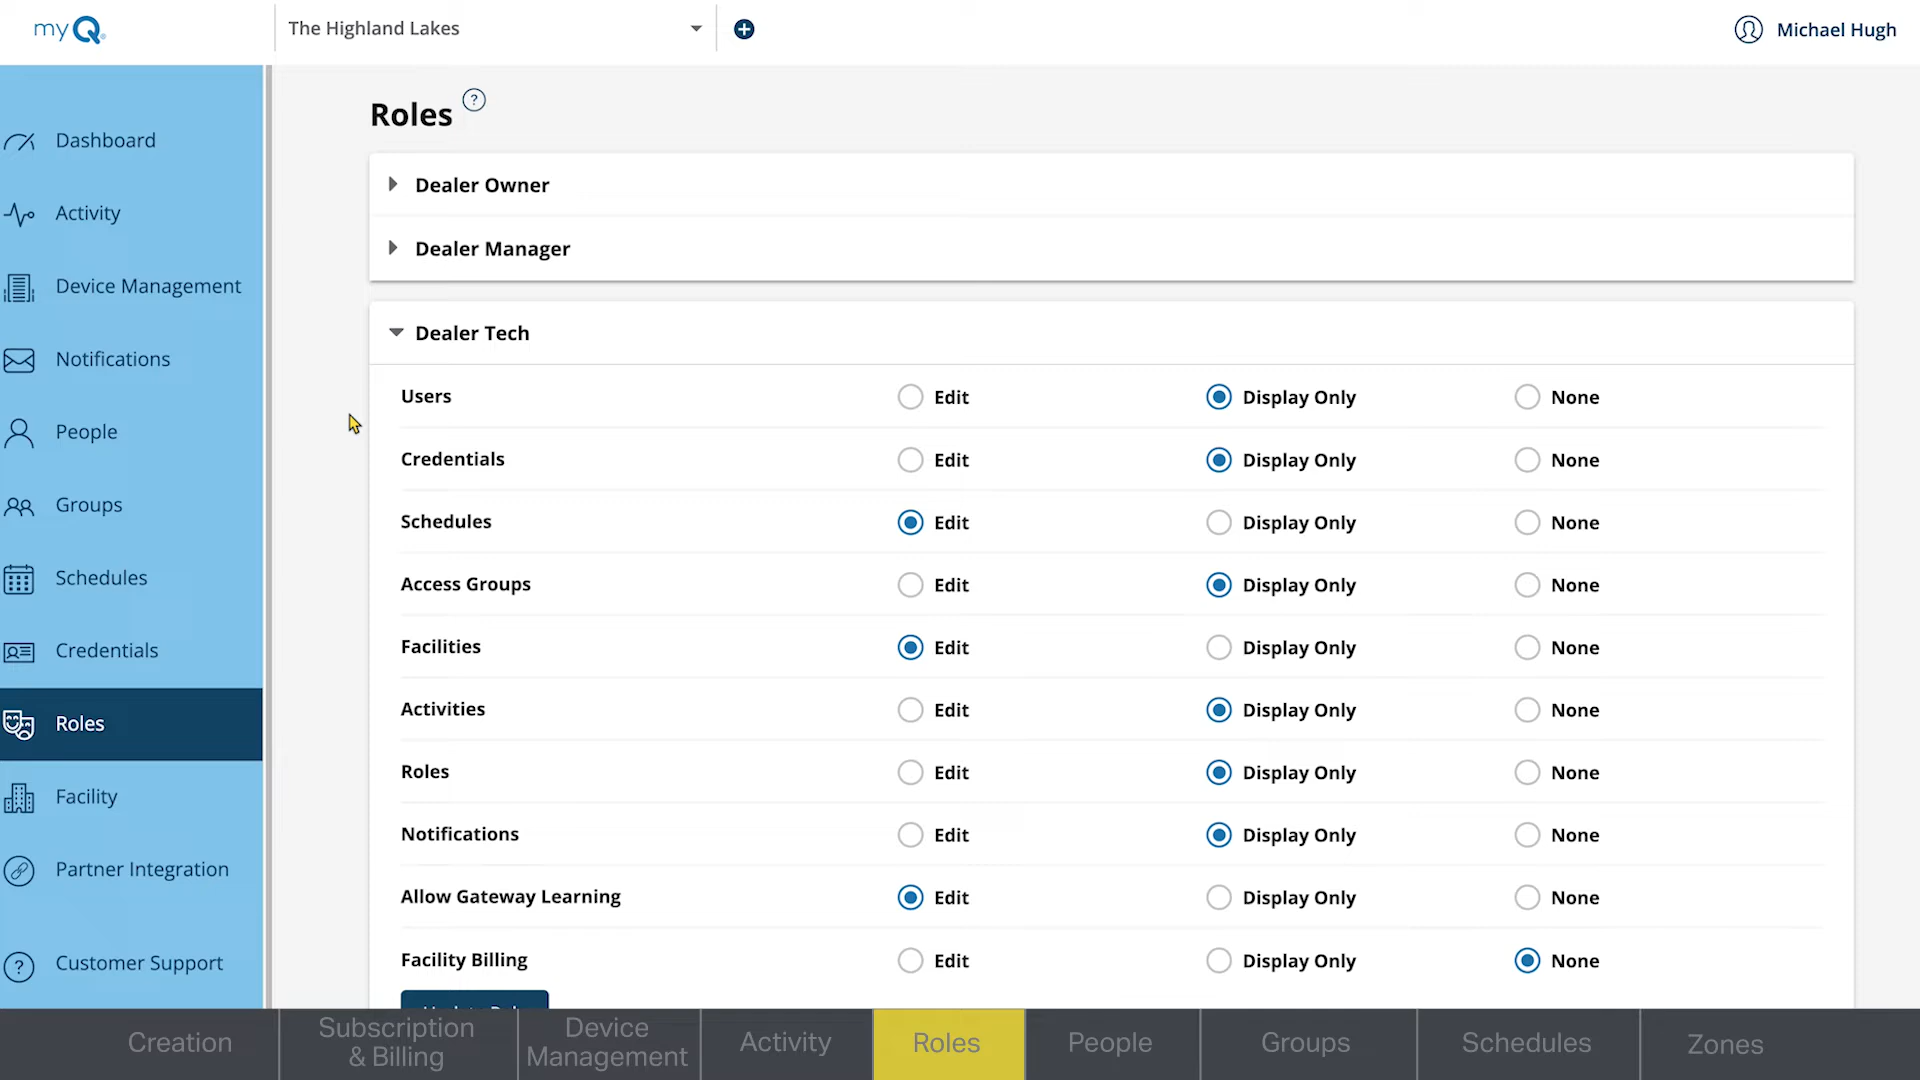 myQ
The Highland Lakes
Michael Hugh
Dashboard
Activity
Device Management
Notifications
People
Groups
Schedules
Credentials
Roles
Facility
Partner Integration
? Customer Support
Roles ?
Dealer Owner
Dealer Manager
Dealer Tech
Users Edit Display Only None
Credentials Edit Display Only None
Schedules Edit Display Only None
Access Groups Edit Display Only None
Facilities Edit Display Only None
Activities Edit Display Only None
Roles Edit Display Only None
Notifications Edit Display Only None
Allow Gateway Learning Edit Display Only None
Facility Billing Edit Display Only None
Creation
Subscription
& Billing
Device
Management
Activity
Roles
People
Groups
Schedules
Zones